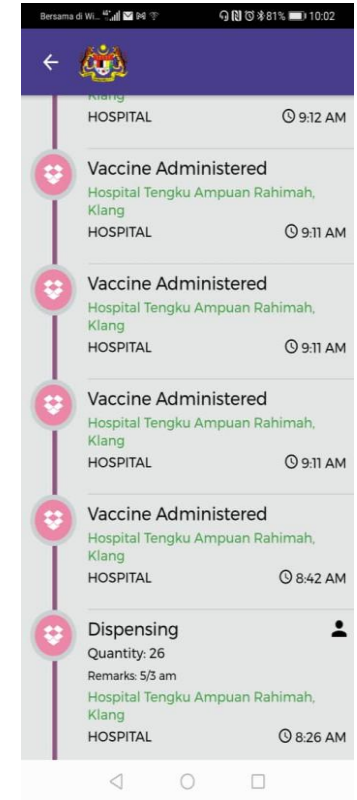 Bersama di Wi... 81% 10:02
Klang
HOSPITAL 9:12 AM
Vaccine Administered
Hospital Tengku Ampuan Rahimah,
Klang
HOSPITAL 9:11 AM
Vaccine Administered
Hospital Tengku Ampuan Rahimah,
Klang
HOSPITAL 9:11 AM
Vaccine Administered
Hospital Tengku Ampuan Rahimah,
Klang
HOSPITAL 9:11 AM
Vaccine Administered
Hospital Tengku Ampuan Rahimah,
Klang
HOSPITAL 8:42 AM
Dispensing
Quantity: 26
Remarks: 5/3 am
Hospital Tengku Ampuan Rahimah,
Klang
HOSPITAL 8:26 AM